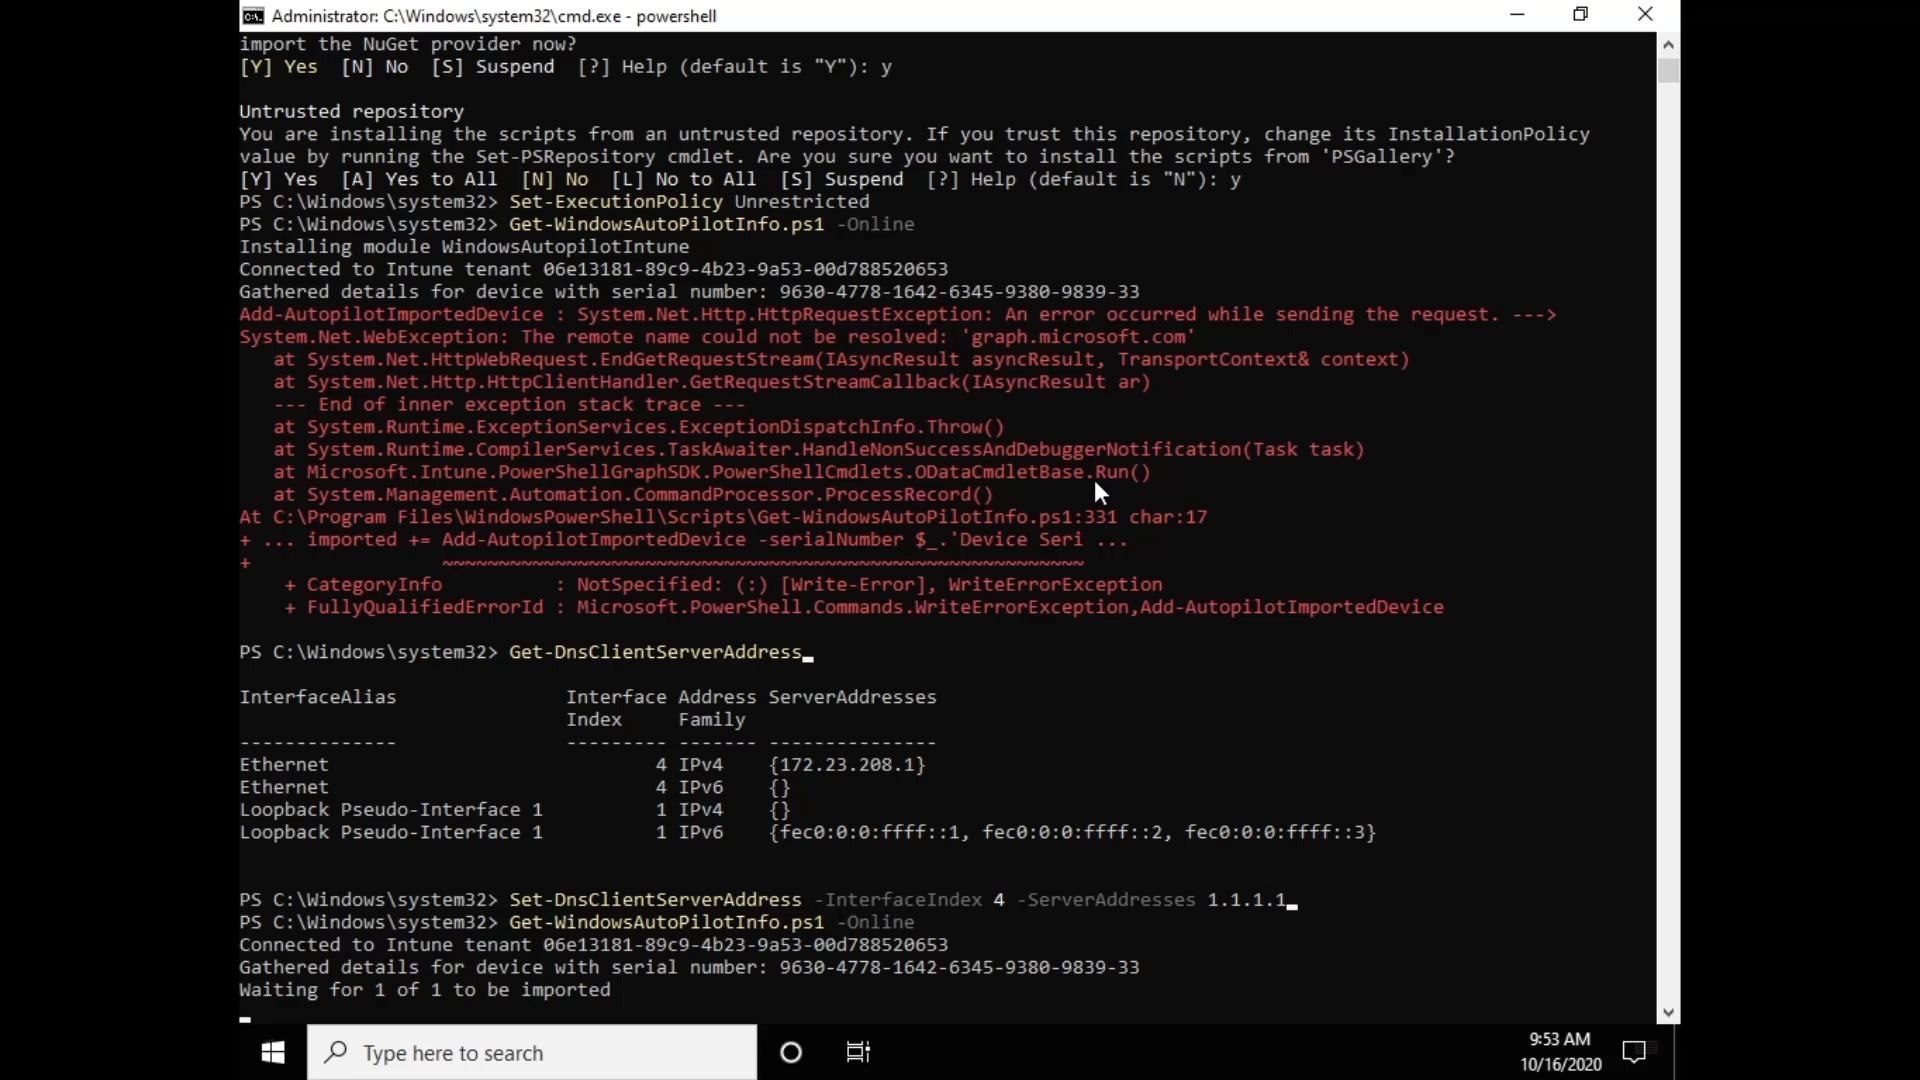 Administrator: C:\Windows\system32\cmd.exe - powershell
import the NuGet provider now?
[Y] Yes  [N] No  [S] Suspend  [?] Help (default is "Y"): y
Untrusted repository
You are installing the scripts from an untrusted repository. If you trust this repository, change its InstallationPolicy
value by running the Set-PSRepository cmdlet. Are you sure you want to install the scripts from 'PSGallery'?
[Y] Yes  [A] Yes to All  [N] No  [L] No to All  [S] Suspend  [?] Help (default is "N"): y
PS C:\Windows\system32> Set-ExecutionPolicy Unrestricted
PS C:\Windows\system32> Get-WindowsAutoPilotInfo.ps1 -Online
Installing module WindowsAutopilotIntune
Connected to Intune tenant 06e13181-89c9-4b23-9a53-00d788520653
Gathered details for device with serial number: 9630-4778-1642-6345-9380-9839-33
Add-AutopilotImportedDevice : System.Net.Http.HttpRequestException: An error occurred while sending the request. --->
System.Net.WebException: The remote name could not be resolved: 'graph.microsoft.com'
   at System.Net.HttpWebRequest.EndGetRequestStream(IAsyncResult asyncResult, TransportContext& context)
   at System.Net.Http.HttpClientHandler.GetRequestStreamCallback(IAsyncResult ar)
   --- End of inner exception stack trace ---
   at System.Runtime.ExceptionServices.ExceptionDispatchInfo.Throw()
   at System.Runtime.CompilerServices.TaskAwaiter.HandleNonSuccessAndDebuggerNotification(Task task)
   at Microsoft.Intune.PowerShellGraphSDK.PowerShellCmdlets.ODataCmdletBase.Run()
   at System.Management.Automation.CommandProcessor.ProcessRecord()
At C:\Program Files\WindowsPowerShell\Scripts\Get-WindowsAutoPilotInfo.ps1:331 char:17
+ ... imported += Add-AutopilotImportedDevice -serialNumber $_.'Device Seri ...
+                 ~~~~~~~~~~~~~~~~~~~~~~~~~~~~~~~~~~~~~~~~~~~~~~~~~~~~~~~~~
    + CategoryInfo          : NotSpecified: (:) [Write-Error], WriteErrorException
    + FullyQualifiedErrorId : Microsoft.PowerShell.Commands.WriteErrorException,Add-AutopilotImportedDevice
PS C:\Windows\system32> Get-DnsClientServerAddress
InterfaceAlias               Interface Address ServerAddresses
                             Index     Family
--------------               --------- ------- ---------------
Ethernet                             4 IPv4    {172.23.208.1}
Ethernet                             4 IPv6    {}
Loopback Pseudo-Interface 1          1 IPv4    {}
Loopback Pseudo-Interface 1          1 IPv6    {fec0:0:0:ffff::1, fec0:0:0:ffff::2, fec0:0:0:ffff::3}
PS C:\Windows\system32> Set-DnsClientServerAddress -InterfaceIndex 4 -ServerAddresses 1.1.1.1
PS C:\Windows\system32> Get-WindowsAutoPilotInfo.ps1 -Online
Connected to Intune tenant 06e13181-89c9-4b23-9a53-00d788520653
Gathered details for device with serial number: 9630-4778-1642-6345-9380-9839-33
Waiting for 1 of 1 to be imported
Type here to search
9:53 AM
10/16/2020